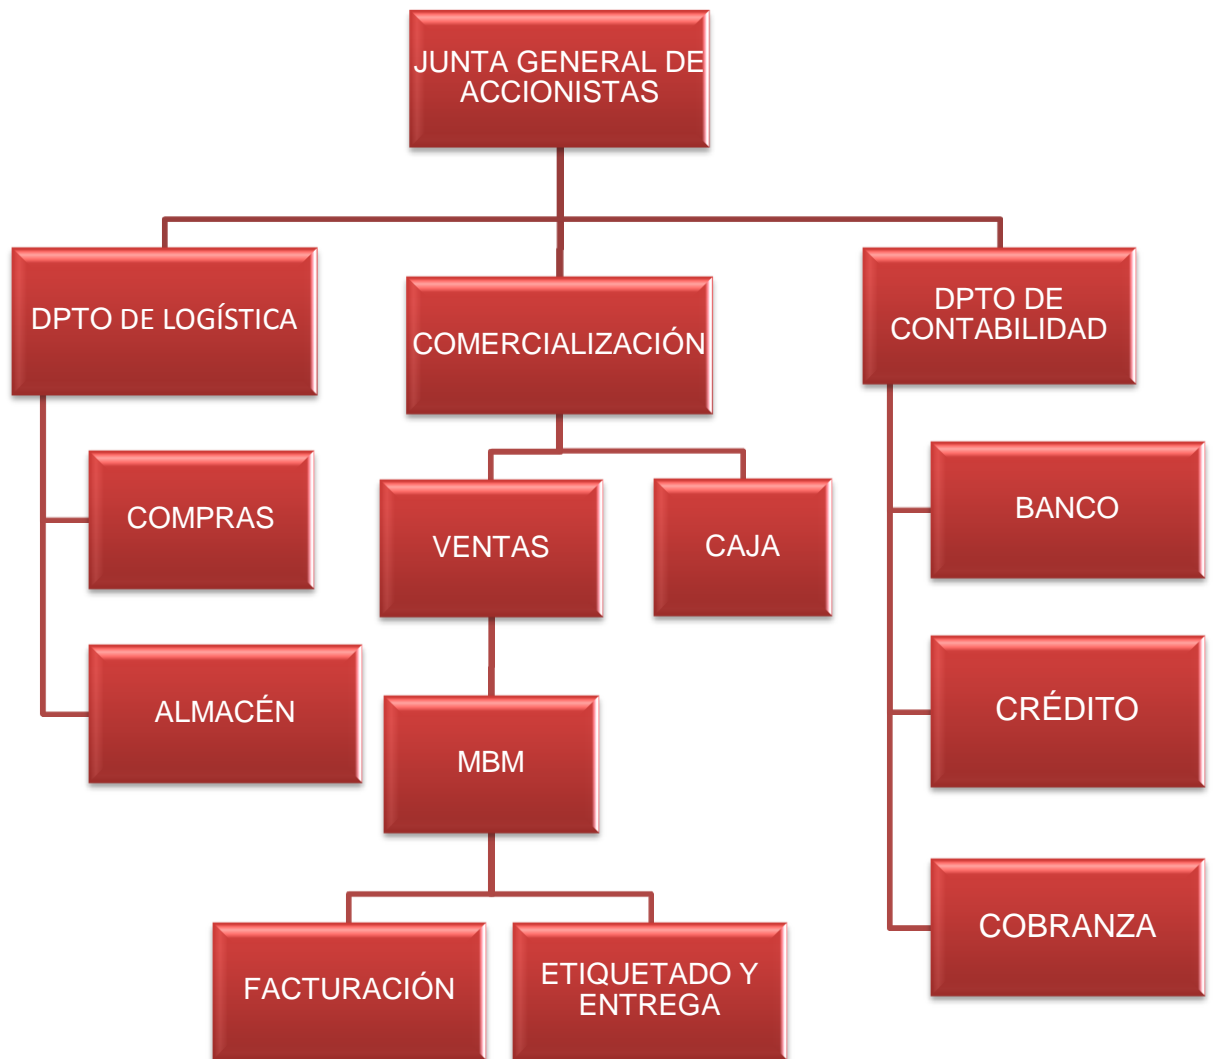 JUNTA GENERAL DE
ACCIONISTAS
DPTO DE LOGÍSTICA
COMERCIALIZACIÓN
DPTO DE
CONTABILIDAD
COMPRAS
VENTAS
CAJA
BANCO
ALMACÉN
MBM
CRÉDITO
FACTURACIÓN
ETIQUETADO Y
ENTREGA
COBRANZA